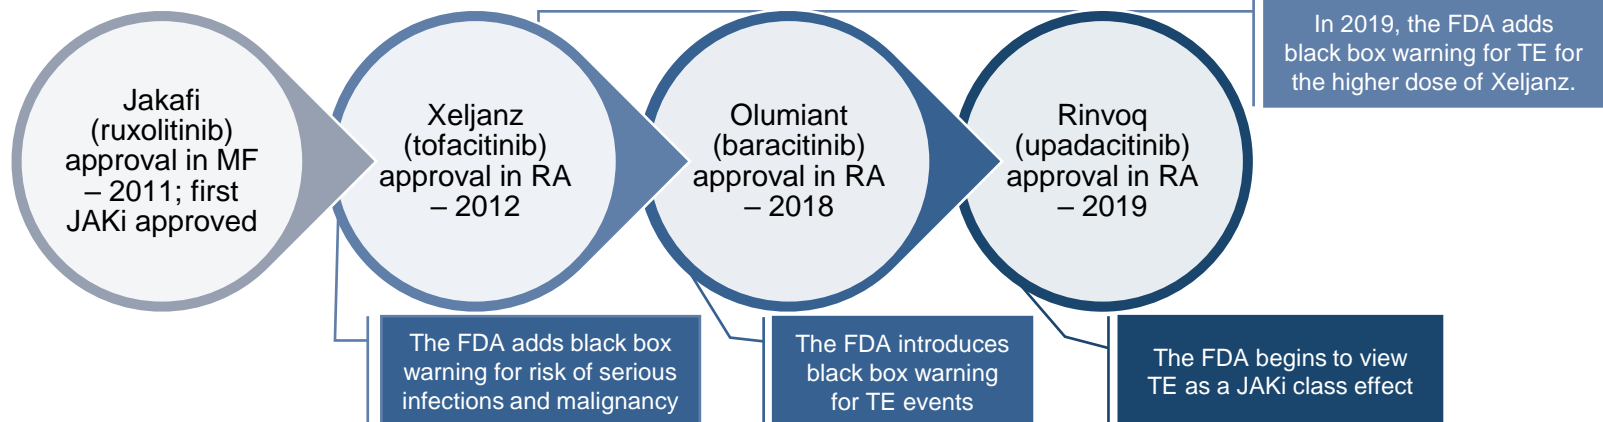 Jakafi
(ruxolitinib)
approval in MF
– 2011; first
JAKi approved
Xeljanz
(tofacitinib)
approval in RA
– 2012
Olumiant
(baracitinib)
approval in RA
– 2018
Rinvoq
(upadacitinib)
approval in RA
– 2019
In 2019, the FDA adds
black box warning for TE for
the higher dose of Xeljanz.
The FDA adds black box
warning for risk of serious
infections and malignancy
The FDA introduces
black box warning
for TE events
The FDA begins to view
TE as a JAKi class effect